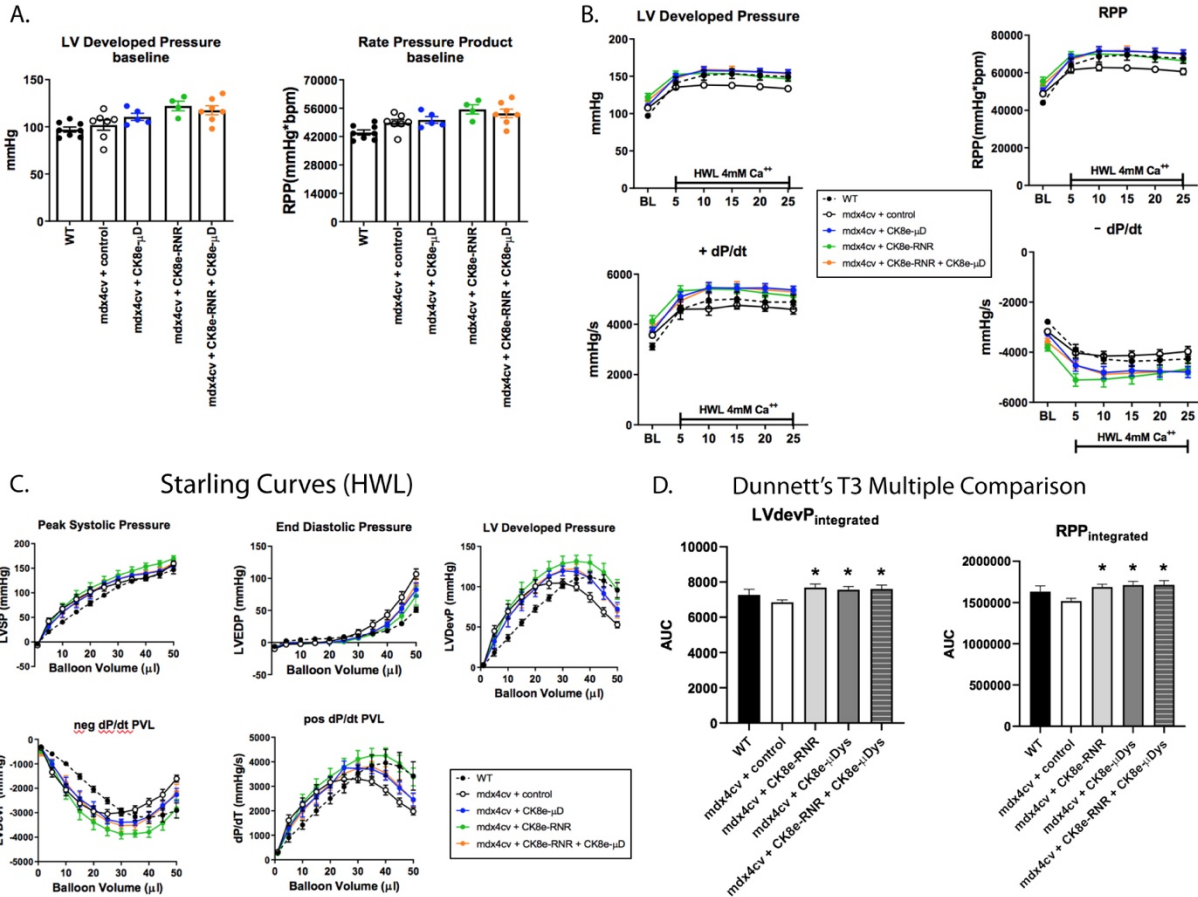 A.
LV Developed Pressure
baseline
mmHg
150
100
50
0
WT
mdx4cv + control
mdx4cv + CK8e-μD
mdx4cv + CK8e-RNR
mdx4cv + CK8e-RNR + CK8e-μD
Rate Pressure Product
baseline
RPP(mmHg*bpm)
70000
56000
42000
28000
14000
0
WT
mdx4cv + control
mdx4cv + CK8e-μD
mdx4cv + CK8e-RNR
mdx4cv + CK8e-RNR + CK8e-μD
B.
LV Developed Pressure
mmHg
200
150
100
50
0
HWL 4mM Ca++
BL 5 10 15 20 25
RPP
RPP(mmHg*bpm)
80000
60000
40000
20000
0
HWL 4mM Ca++
BL 5 10 15 20 25
WT
mdx4cv + control
mdx4cv + CK8e-μD
mdx4cv + CK8e-RNR
mdx4cv + CK8e-RNR + CK8e-μD
+ dP/dt
mmHg/s
6000
4000
2000
0
HWL 4mM Ca++
BL 5 10 15 20 25
− dP/dt
mmHg/s
0
-2000
-4000
-6000
BL 5 10 15 20 25
HWL 4mM Ca++
C.
Starling Curves (HWL)
Peak Systolic Pressure
LVSP (mmHg)
200
150
100
50
0
-50
0 10 20 30 40 50
Balloon Volume (μl)
End Diastolic Pressure
LVEDP (mmHg)
150
100
50
0
-50
0 10 20 30 40 50
Balloon Volume (μl)
LV Developed Pressure
LVDevP (mmHg)
150
100
50
0
0 10 20 30 40 50
Balloon Volume (μl)
neg dP/dt PVL
0
-1000
-2000
-3000
-4000
-5000
0 10 20 30 40 50
Balloon Volume (μl)
pos dP/dt PVL
dP/dT (mmHg/s)
5000
4000
3000
2000
1000
0
0 10 20 30 40 50
Balloon Volume (μl)
WT
mdx4cv + control
mdx4cv + CK8e-μD
mdx4cv + CK8e-RNR
mdx4cv + CK8e-RNR + CK8e-μD
D.
Dunnett's T3 Multiple Comparison
LVdevPintegrated
AUC
10000
8000
6000
4000
2000
0
* * *
WT
mdx4cv + control
mdx4cv + CK8e-RNR
mdx4cv + CK8e-μDys
mdx4cv + CK8e-RNR + CK8e-μDys
RPPintegrated
AUC
2000000
1500000
1000000
500000
0
* * *
WT
mdx4cv + control
mdx4cv + CK8e-RNR
mdx4cv + CK8e-μDys
mdx4cv + CK8e-RNR + CK8e-μDys